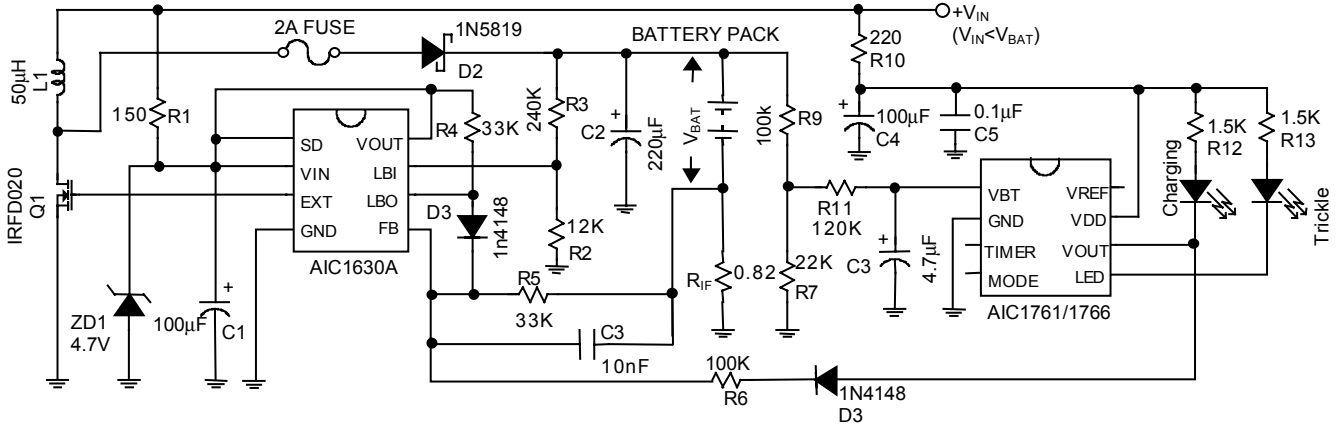 +VIN
(VIN<VBAT)
2A FUSE
1N5819
D2
BATTERY PACK
220
R10
50µH
L1
150
R1
R4
33K
240K
R3
C2
+
220µF
VBAT
100k
R9
+
100µF
C4
0.1µF
C5
1.5K
R12
1.5K
R13
SD
VIN
EXT
GND
VOUT
LBI
LBO
FB
AIC1630A
IRFD020
Q1
D3
1n4148
12K
R2
R11
120K
+
C3
4.7µF
VBT
GND
TIMER
MODE
VREF
VDD
VOUT
LED
AIC1761/1766
Charging
Trickle
ZD1
4.7V
100µF
+
C1
R5
33K
RIF
0.82
22K
R7
C3
10nF
100K
R6
1N4148
D3